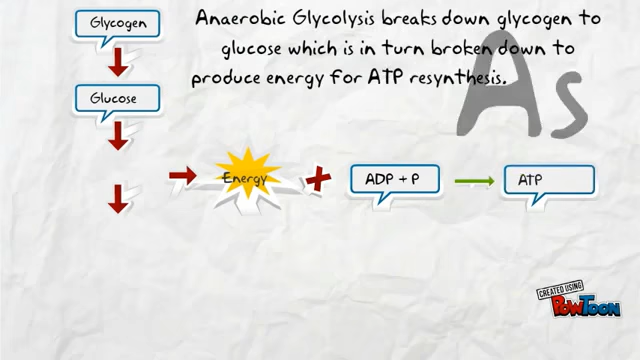 Glycogen
Anaerobic Glycolysis breaks down glycogen to
glucose which is in turn broken down to
produce energy for ATP resynthesis.
As
Glucose
Energy
ADP + P
ATP
CREATED USING
POWTOON